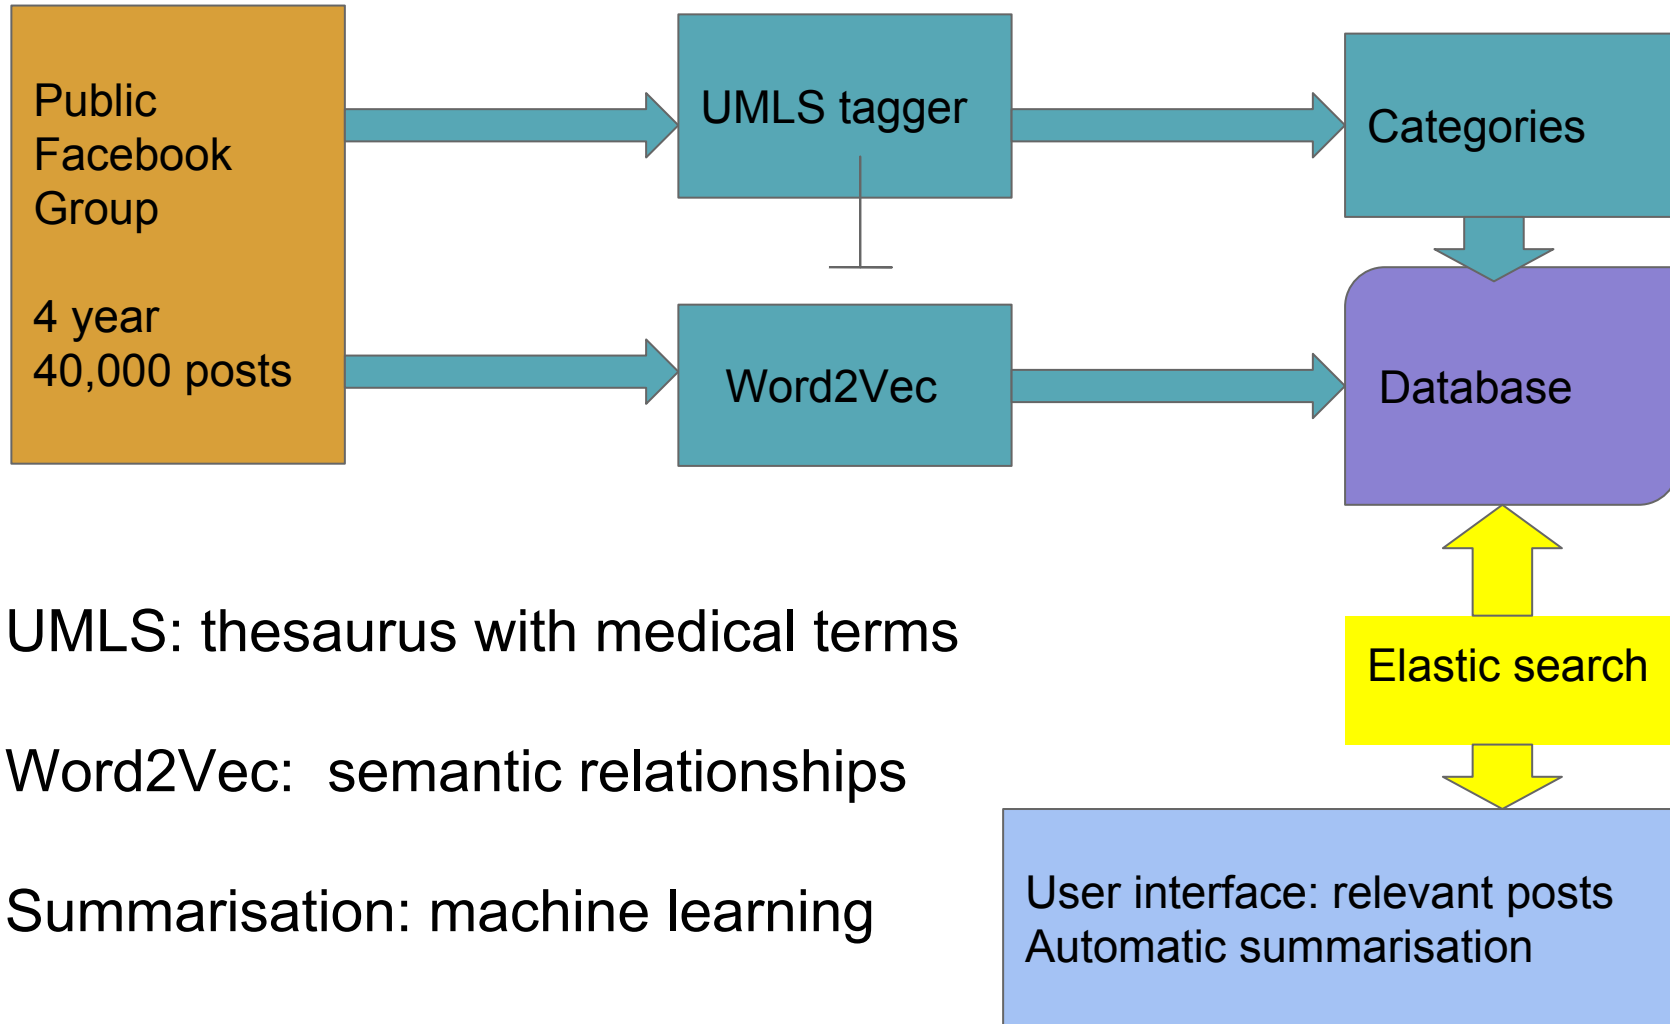 Public
Facebook
Group
4 year
40,000 posts
UMLS tagger
Categories
Word2Vec
Database
Elastic search
User interface: relevant posts
Automatic summarisation
UMLS: thesaurus with medical terms
Word2Vec: semantic relationships
Summarisation: machine learning